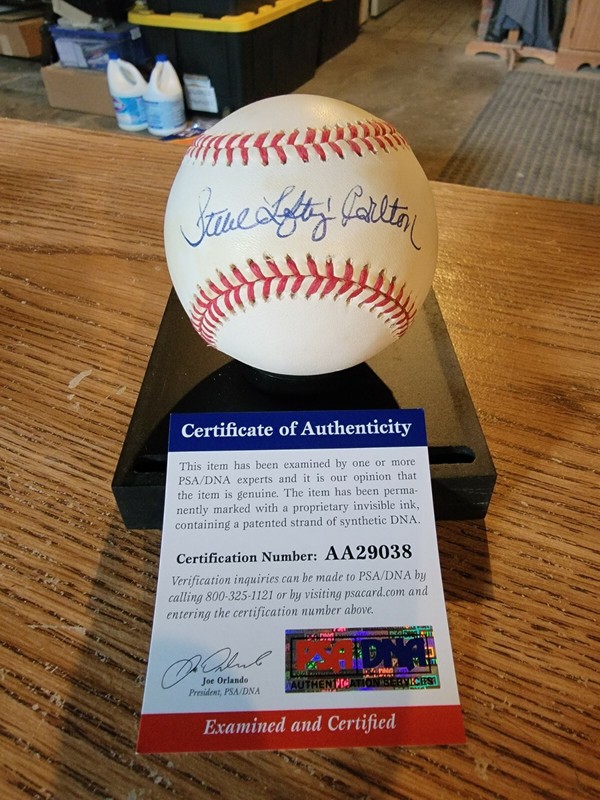 Steve "Lefty" Carlton
Certificate of Authenticity
This item has been examined by one or more
PSA/DNA experts and it is our opinion that
the item is genuine. The item has been perma-
nently marked with a proprietary invisible ink,
containing a patented strand of synthetic DNA.
Certification Number: AA29038
Verification inquiries can be made to PSA/DNA by
calling 800-325-1121 or by visiting psacard.com and
entering the certification number above.
Joe Orlando
President, PSA/DNA
PSA DNA
AUTHENTICATION SERVICES
Examined and Certified